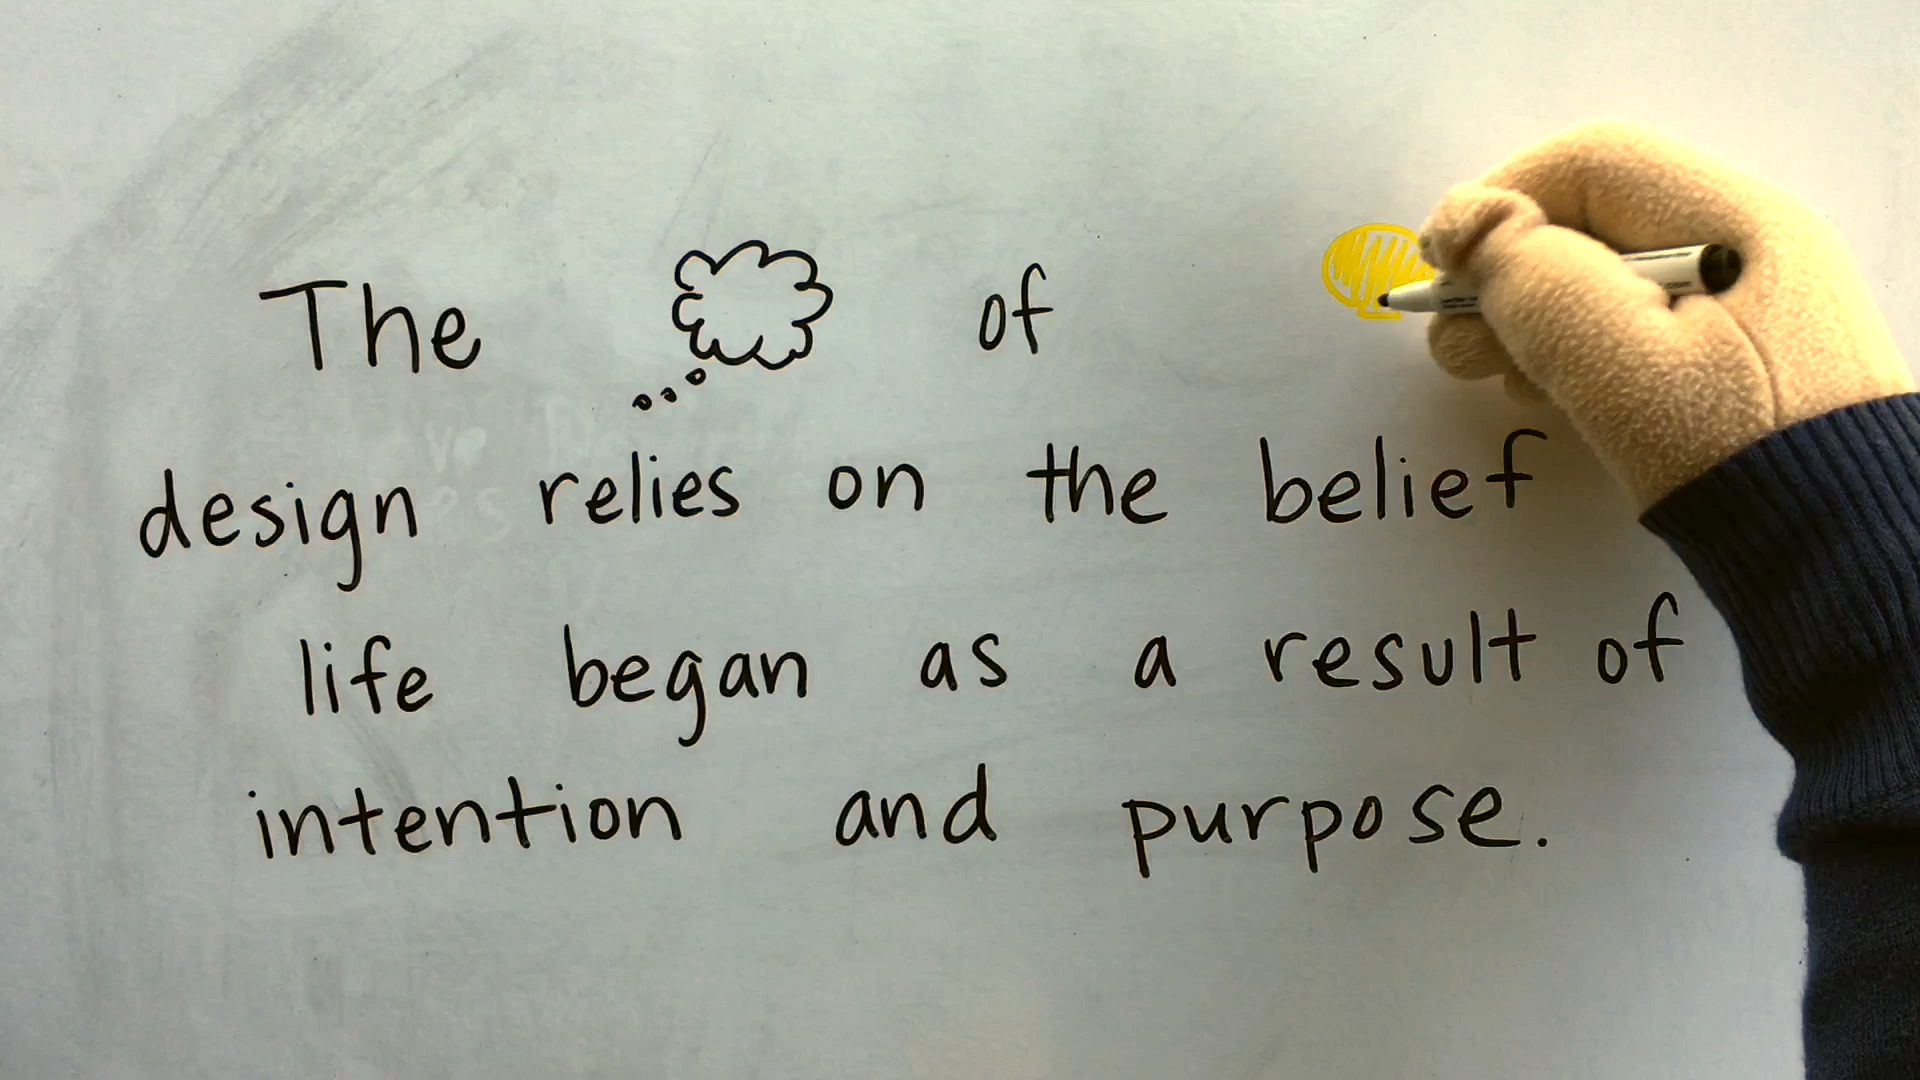 The of
design relies on the belief
life began as a result of
intention and purpose.